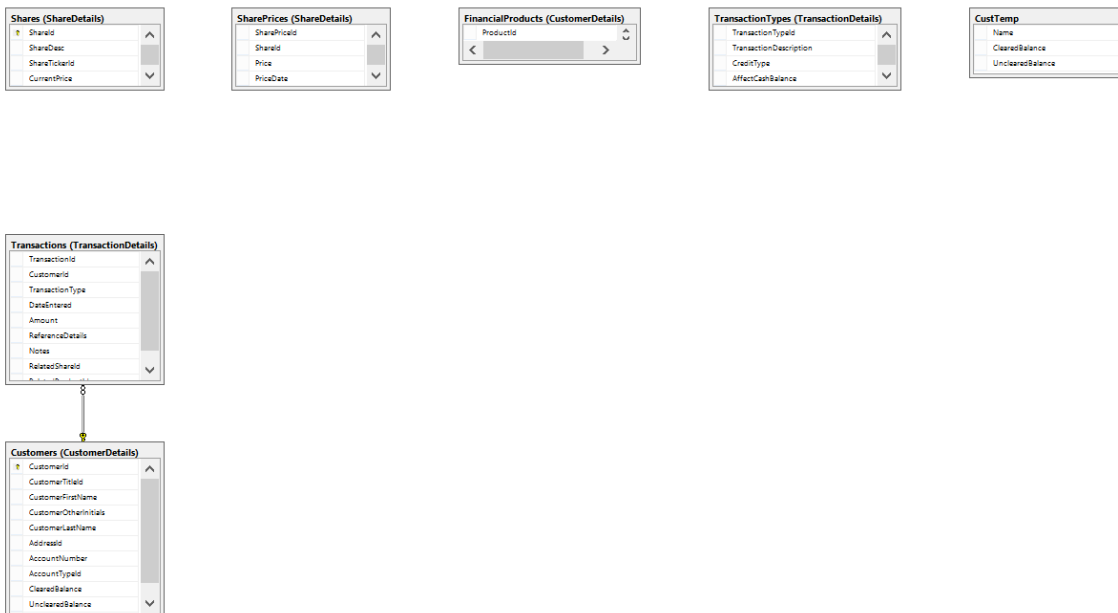 Shares (ShareDetails)
ShareId
ShareDesc
ShareTickerId
CurrentPrice
SharePrices (ShareDetails)
SharePriceId
ShareId
Price
PriceDate
FinancialProducts (CustomerDetails)
ProductId
TransactionTypes (TransactionDetails)
TransactionTypeId
TransactionDescription
CreditType
AffectCashBalance
CustTemp
Name
ClearedBalance
UnclearedBalance
Transactions (TransactionDetails)
TransactionId
CustomerId
TransactionType
DateEntered
Amount
ReferenceDetails
Notes
RelatedShareId
Customers (CustomerDetails)
CustomerId
CustomerTitleId
CustomerFirstName
CustomerOtherInitials
CustomerLastName
AddressId
AccountNumber
AccountTypeId
ClearedBalance
UnclearedBalance